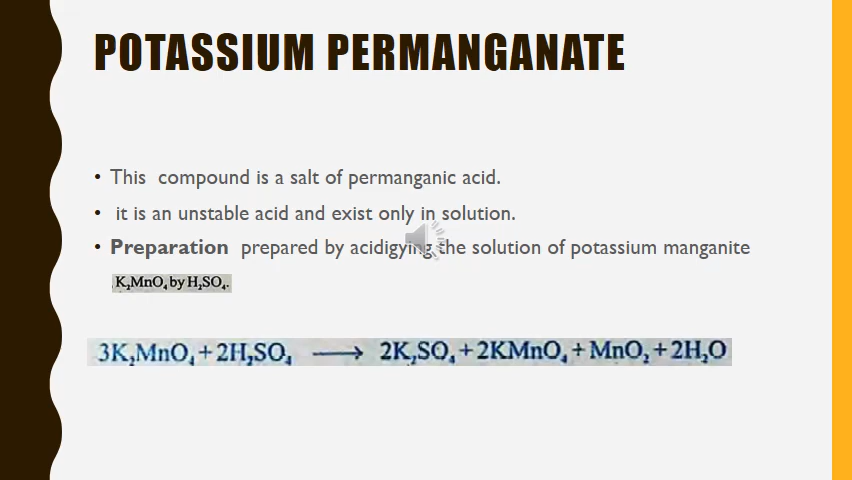 POTASSIUM PERMANGANATE
• This compound is a salt of permanganic acid.
• it is an unstable acid and exist only in solution.
• Preparation prepared by acidigying the solution of potassium manganite
K₂MnO₄ by H₂SO₄.
3K₂MnO₄ + 2H₂SO₄ ⟶ 2K₂SO₄ + 2KMnO₄ + MnO₂ + 2H₂O